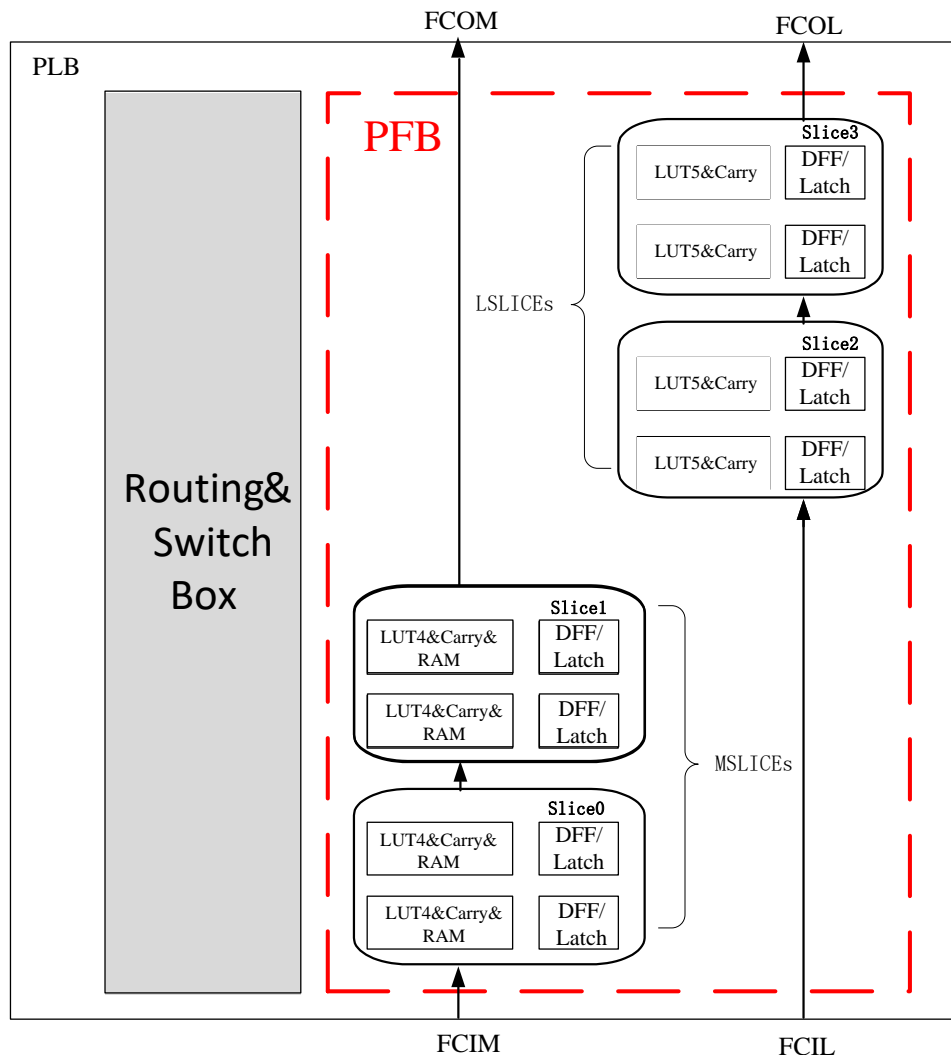 FCOM
FCOL
PLB
PFB
Slice3
LUT5&Carry
DFF/
Latch
LUT5&Carry
DFF/
Latch
LSLICEs
Slice2
LUT5&Carry
DFF/
Latch
LUT5&Carry
DFF/
Latch
Routing&
Switch
Box
Slice1
LUT4&Carry&
RAM
DFF/
Latch
LUT4&Carry&
RAM
DFF/
Latch
MSLICEs
Slice0
LUT4&Carry&
RAM
DFF/
Latch
LUT4&Carry&
RAM
DFF/
Latch
FCIM
FCIL